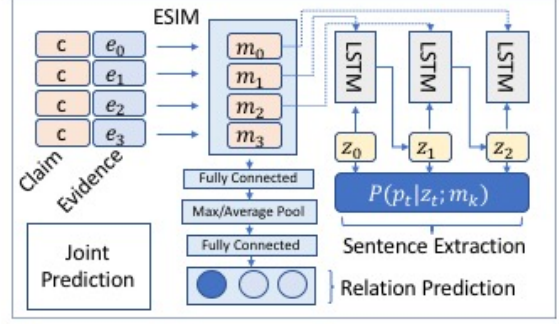 ESIM
c e₀ m₀
c e₁ m₁
c e₂ m₂
c e₃ m₃
LSTM LSTM LSTM
z₀ z₁ z₂
Claim
Evidence
Fully Connected
Max/Average Pool
Fully Connected
P(pₜ|zₜ;mₖ)
Sentence Extraction
Joint
Prediction
Relation Prediction